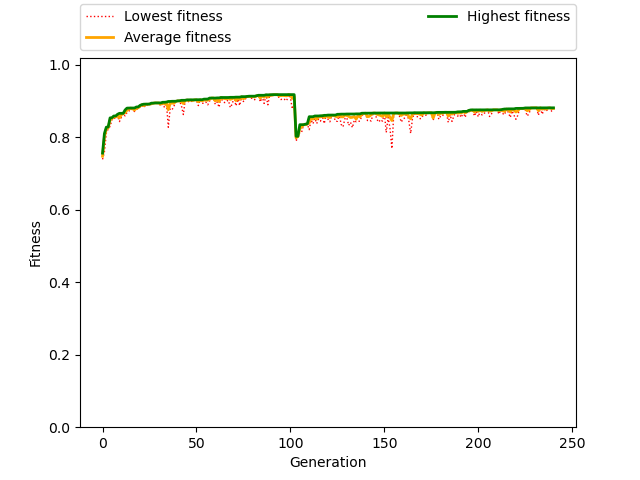 Lowest fitness
Average fitness
Highest fitness
1.0
0.8
0.6
0.4
0.2
0.0
Fitness
0 50 100 150 200 250
Generation